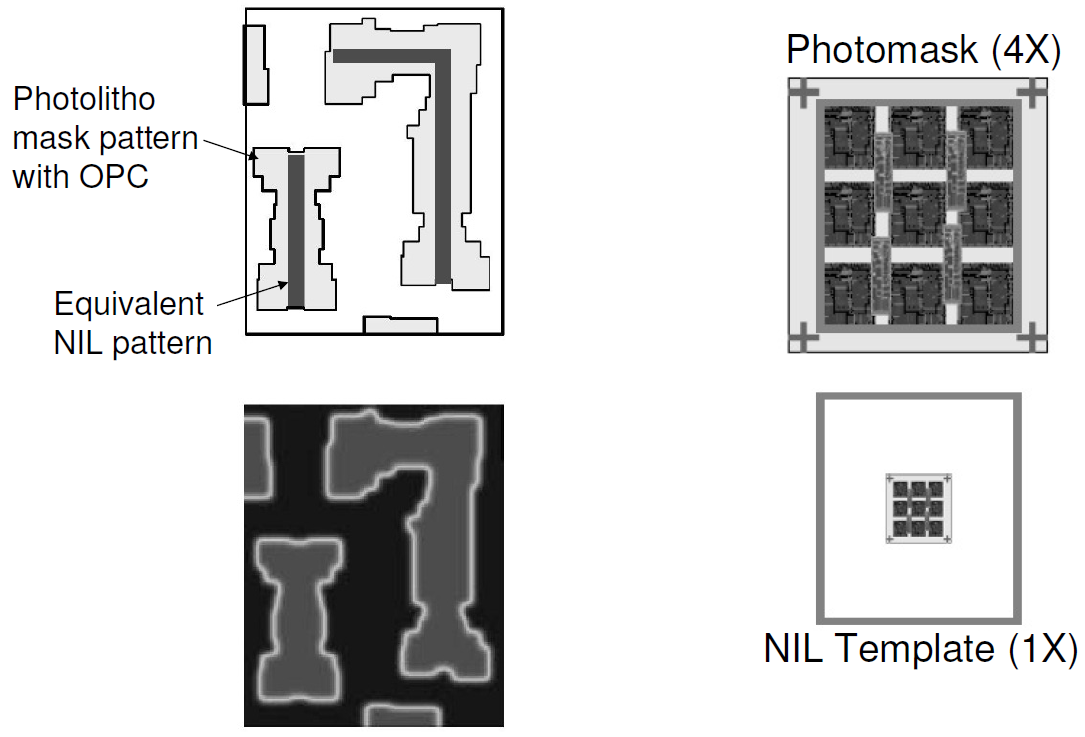 Photolitho
mask pattern
with OPC
Equivalent
NIL pattern
Photomask (4X)
NIL Template (1X)